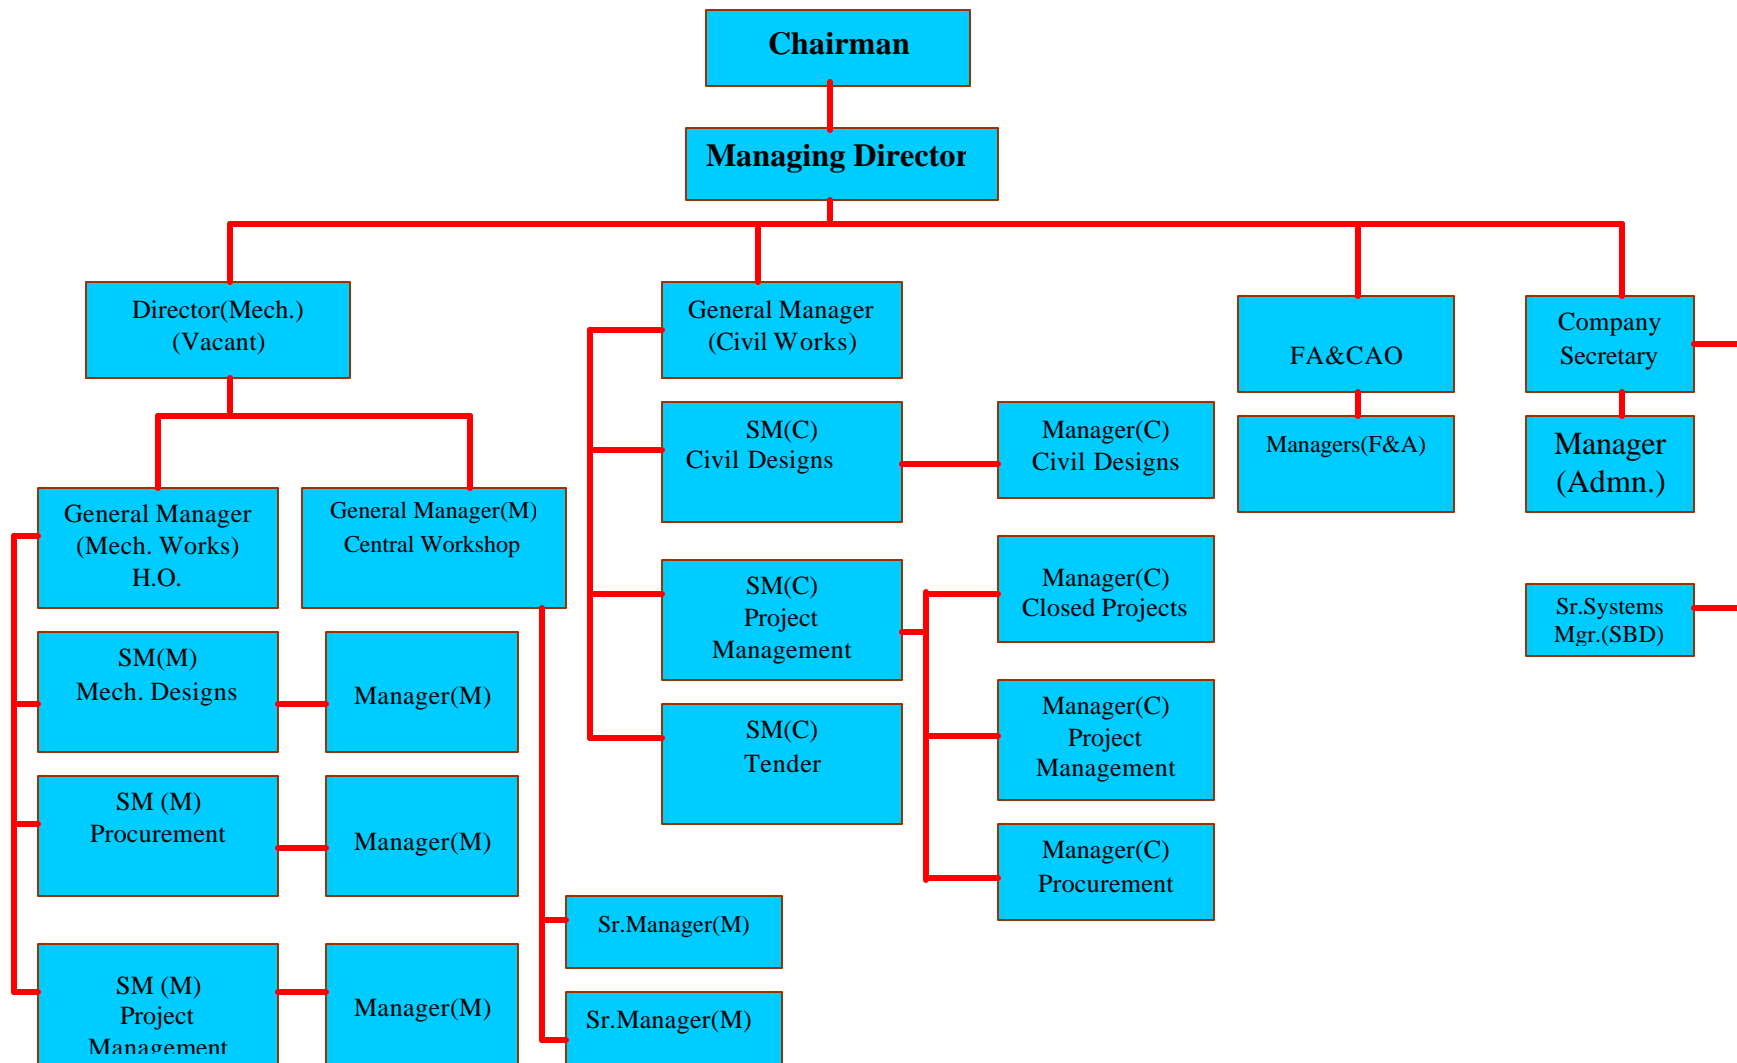 Chairman
Managing Director
Director(Mech.)
(Vacant)
General Manager
(Civil Works)
FA&CAO
Company
Secretary
General Manager
(Mech. Works)
H.O.
General Manager(M)
Central Workshop
SM(C)
Civil Designs
Manager(C)
Civil Designs
Managers(F&A)
Manager
(Admn.)
SM(C)
Project
Management
Manager(C)
Closed Projects
Sr.Systems
Mgr.(SBD)
SM(M)
Mech. Designs
Manager(M)
SM(C)
Tender
Manager(C)
Project
Management
SM (M)
Procurement
Manager(M)
Manager(C)
Procurement
Sr.Manager(M)
SM (M)
Project
Management
Manager(M)
Sr.Manager(M)